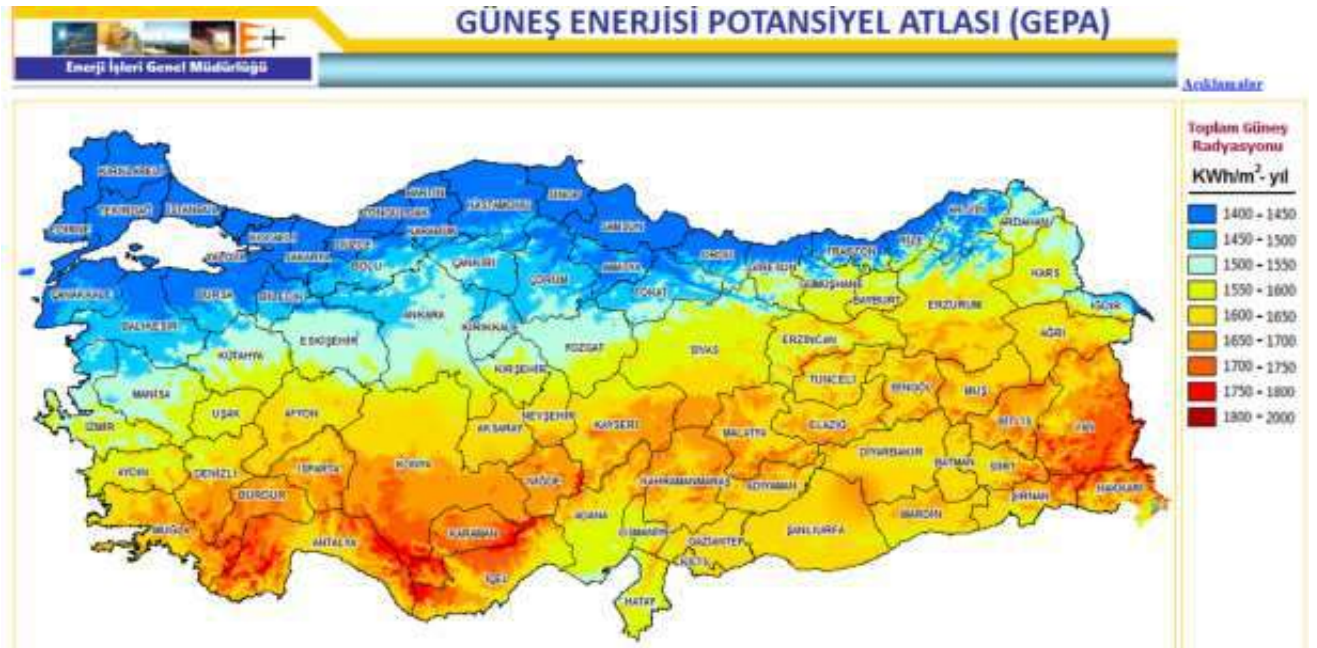 GÜNEŞ ENERJİSİ POTANSİYEL ATLASI (GEPA)
E+
Enerji İşleri Genel Müdürlüğü
Açıklamalar
Toplam Güneş
Radyasyonu
KWh/m²- yıl
1400 - 1450
1450 - 1500
1500 - 1550
1550 - 1600
1600 - 1650
1650 - 1700
1700 - 1750
1750 - 1800
1800 - 2000
KIRKLARELİ
TEKİRDAĞ
İSTANBUL
EDİRNE
KOCAELİ
YALOVA
SAKARYA
DÜZCE
ZONGULDAK
BARTIN
KARABÜK
KASTAMONU
SİNOP
SAMSUN
ORDU
GİRESUN
TRABZON
RİZE
ARTVİN
ARDAHAN
KARS
IĞDIR
ÇANAKKALE
BURSA
BİLECİK
BOLU
ÇANKIRI
ÇORUM
AMASYA
TOKAT
GÜMÜŞHANE
BAYBURT
ERZURUM
AĞRI
BALIKESİR
KÜTAHYA
ESKİŞEHİR
ANKARA
KIRIKKALE
YOZGAT
SİVAS
ERZİNCAN
TUNCELİ
BİNGÖL
MUŞ
KIRŞEHİR
MANİSA
UŞAK
AFYON
İZMİR
AKSARAY
NEVŞEHİR
KAYSERİ
MALATYA
ELAZIĞ
BİTLİS
VAN
AYDIN
DENİZLİ
ISPARTA
BURDUR
KONYA
NİĞDE
KAHRAMANMARAŞ
ADIYAMAN
DİYARBAKIR
BATMAN
SİİRT
ŞIRNAK
HAKKARİ
MUĞLA
ANTALYA
KARAMAN
İÇEL
ADANA
OSMANİYE
GAZİANTEP
KİLİS
ŞANLIURFA
MARDİN
HATAY